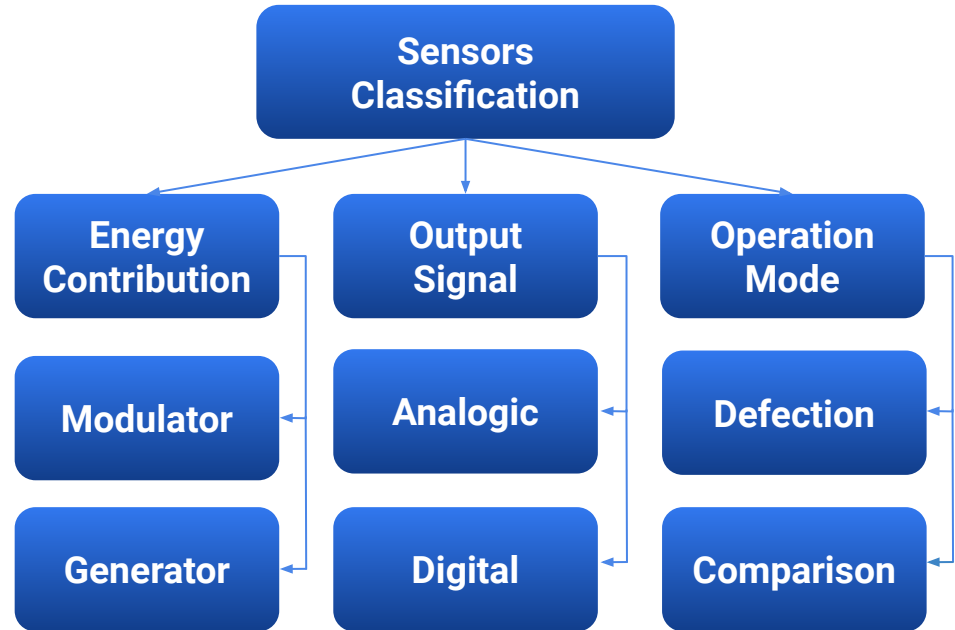 Sensors
Classification
Energy
Contribution
Output
Signal
Operation
Mode
Modulator
Analogic
Defection
Generator
Digital
Comparison